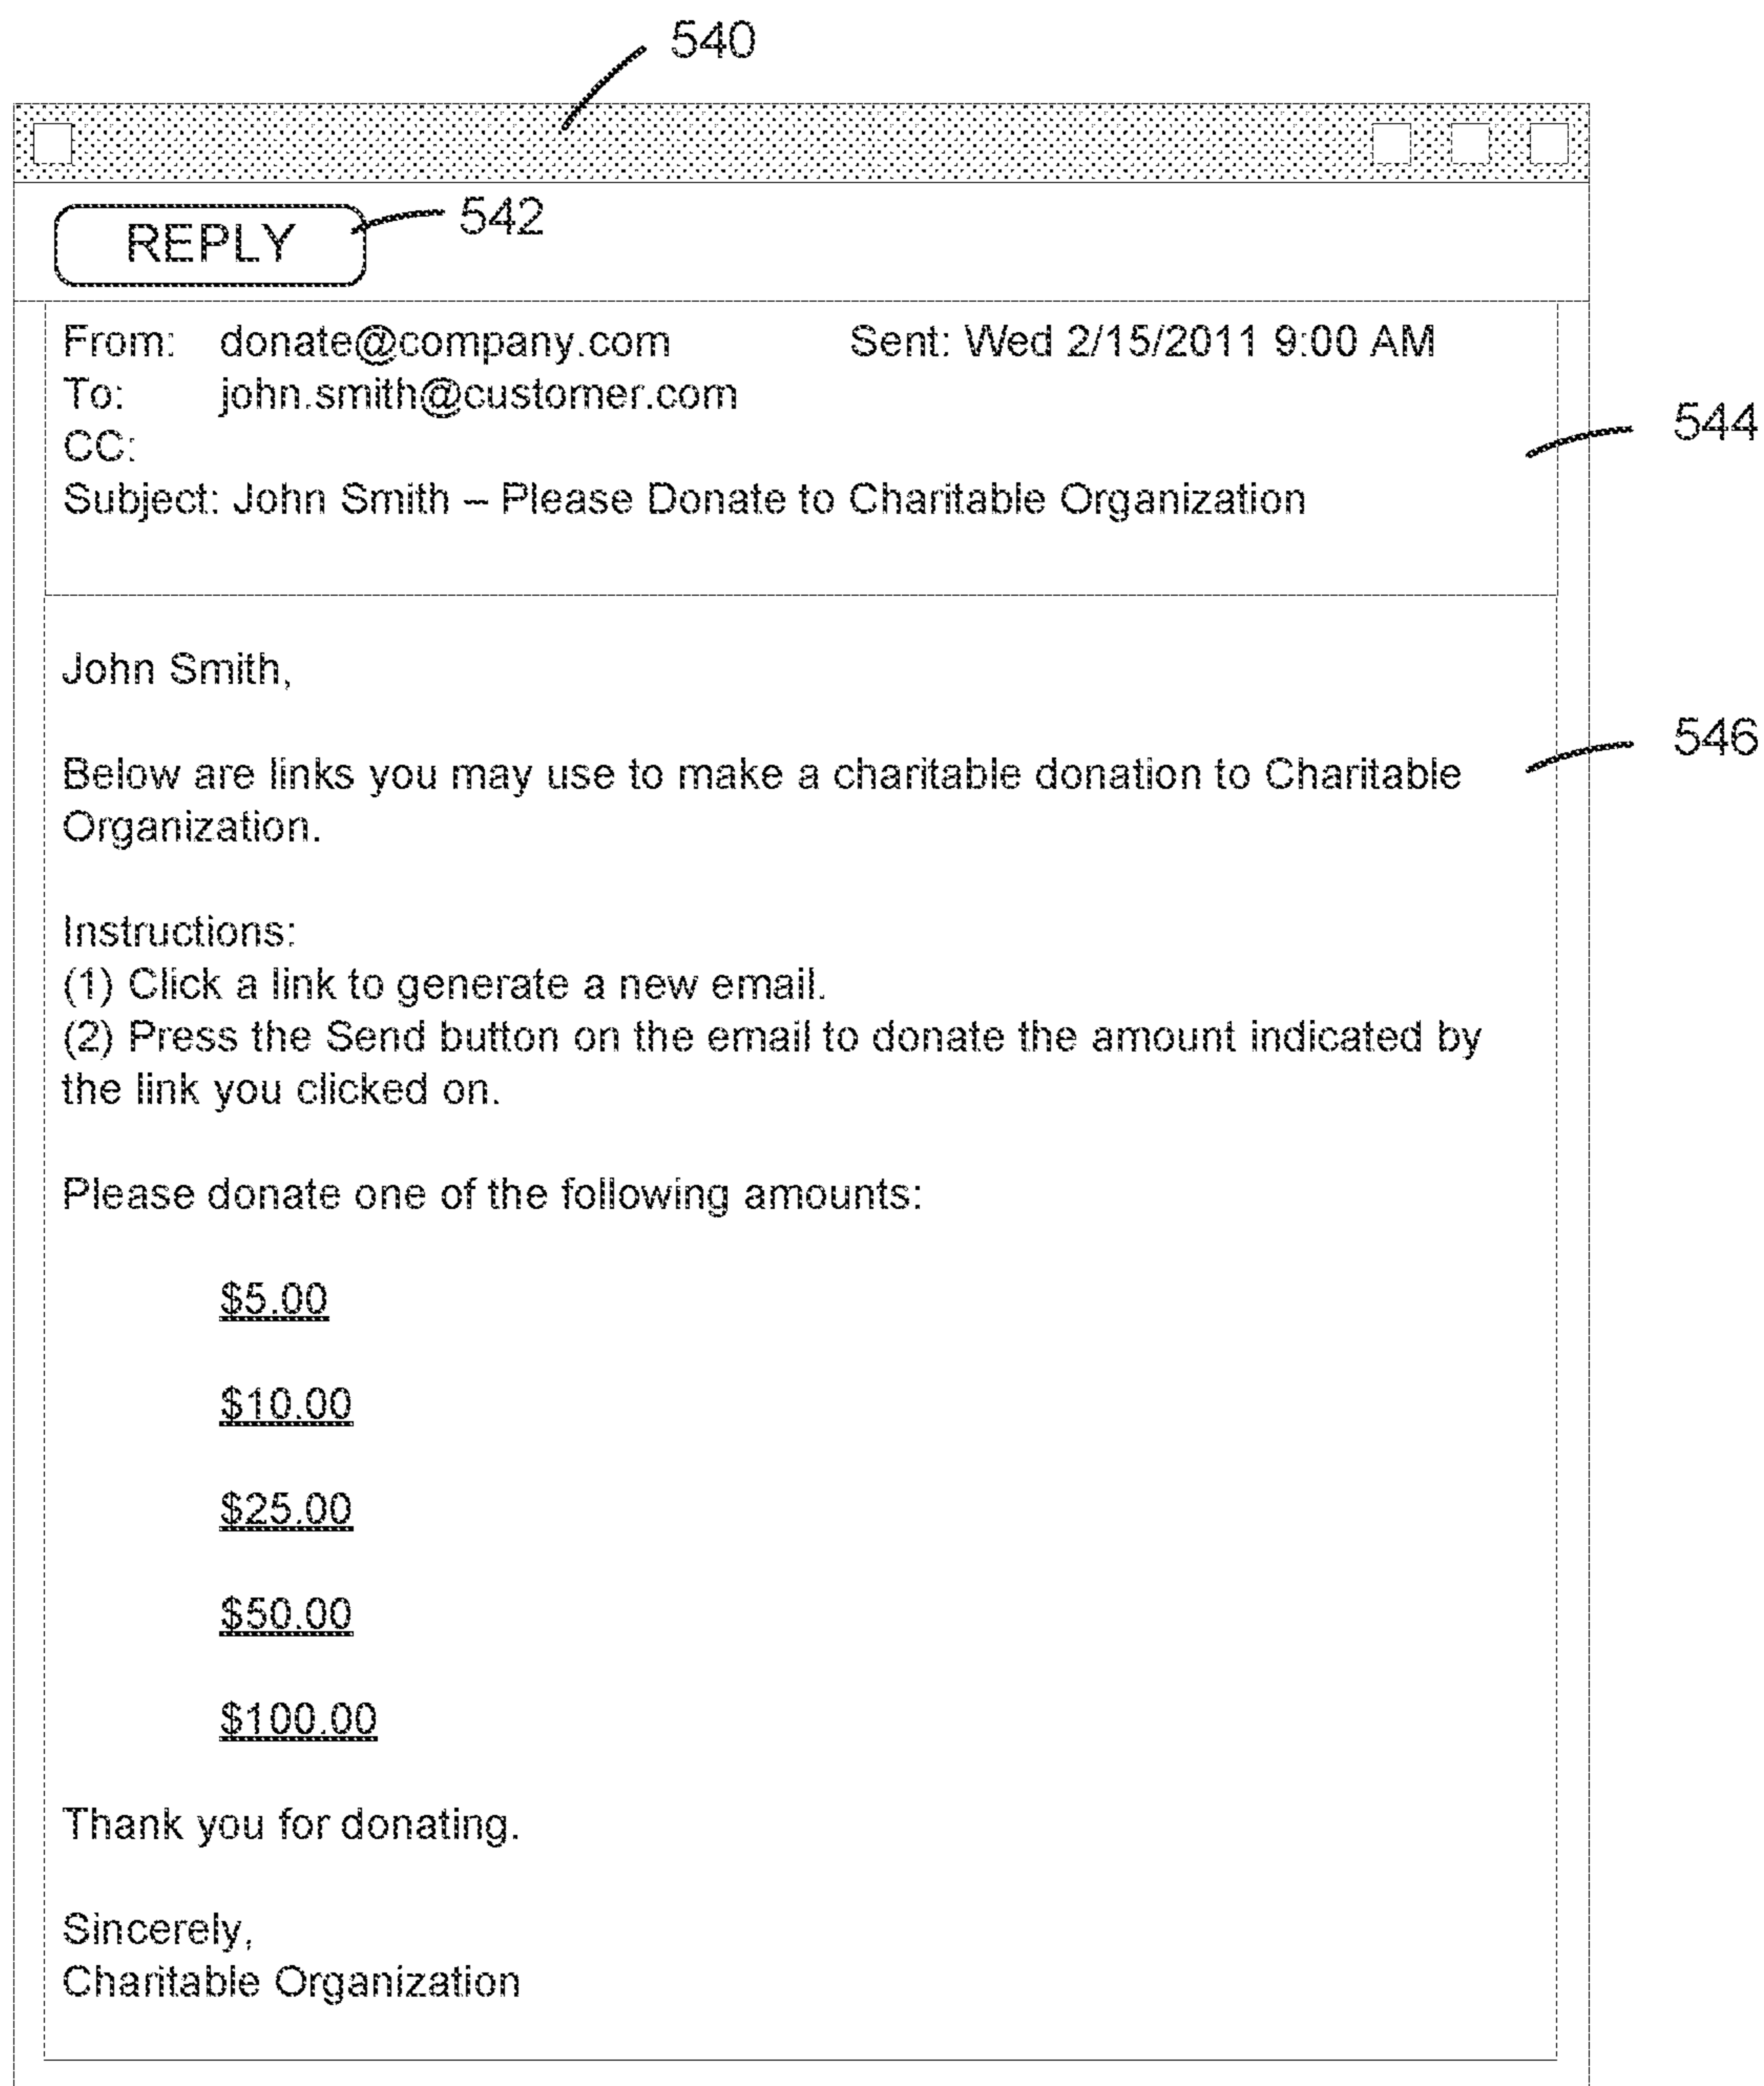 540
REPLY 542
From: donate@company.com Sent: Wed 2/15/2011 9:00 AM
To: john.smith@customer.com
CC:
544
Subject: John Smith – Please Donate to Charitable Organization
John Smith,
546
Below are links you may use to make a charitable donation to Charitable
Organization.
Instructions:
(1) Click a link to generate a new email.
(2) Press the Send button on the email to donate the amount indicated by
the link you clicked on.
Please donate one of the following amounts:
$5.00
$10.00
$25.00
$50.00
$100.00
Thank you for donating.
Sincerely,
Charitable Organization